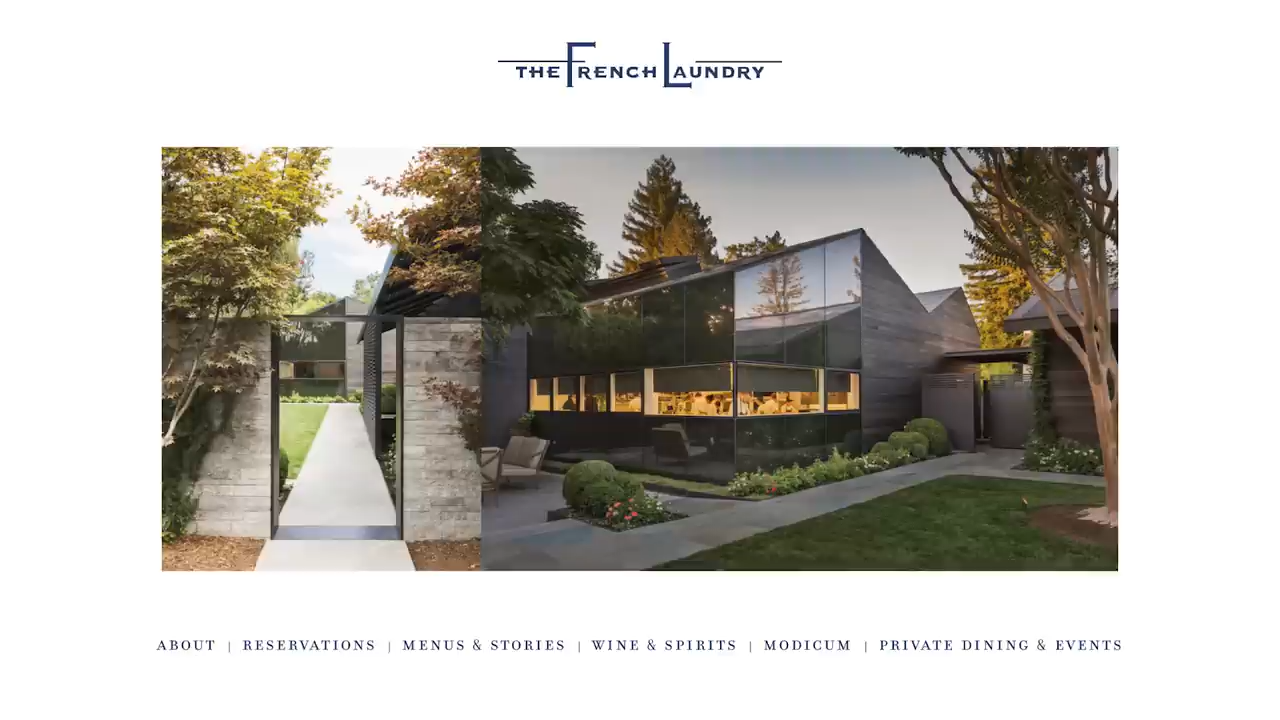 THE FRENCH LAUNDRY
ABOUT | RESERVATIONS | MENUS & STORIES | WINE & SPIRITS | MODICUM | PRIVATE DINING & EVENTS